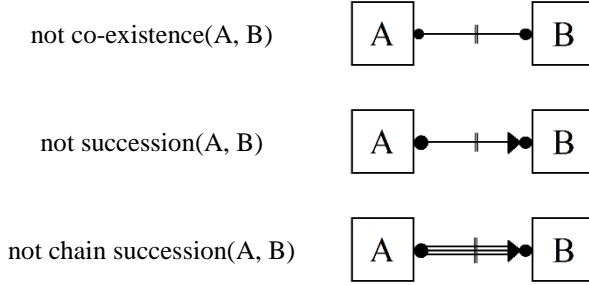 not co-existence(A, B) A B
not succession(A, B) A B
not chain succession(A, B) A B